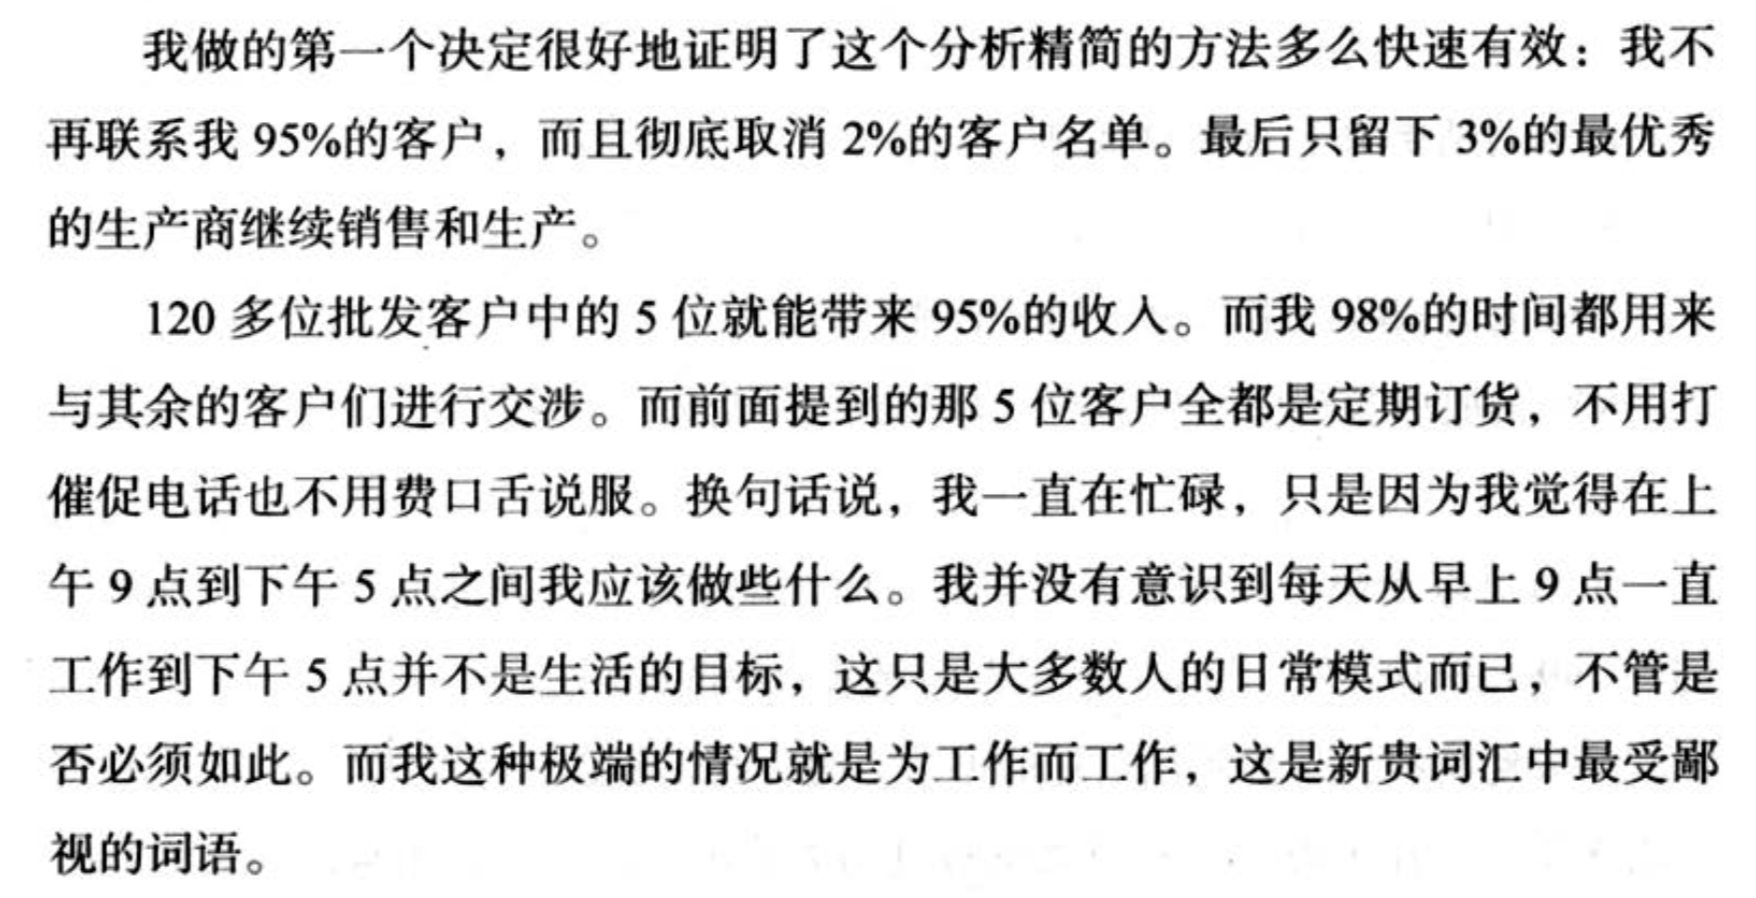 我做的第一个决定很好地证明了这个分析精简的方法多么快速有效：我不
再联系我 95%的客户，而且彻底取消 2%的客户名单。最后只留下 3%的最优秀
的生产商继续销售和生产。
120 多位批发客户中的 5 位就能带来 95%的收入。而我 98%的时间都用来
与其余的客户们进行交涉。而前面提到的那 5 位客户全都是定期订货，不用打
催促电话也不用费口舌说服。换句话说，我一直在忙碌，只是因为我觉得在上
午 9 点到下午 5 点之间我应该做些什么。我并没有意识到每天从早上 9 点一直
工作到下午 5 点并不是生活的目标，这只是大多数人的日常模式而已，不管是
否必须如此。而我这种极端的情况就是为工作而工作，这是新贵词汇中最受鄙
视的词语。